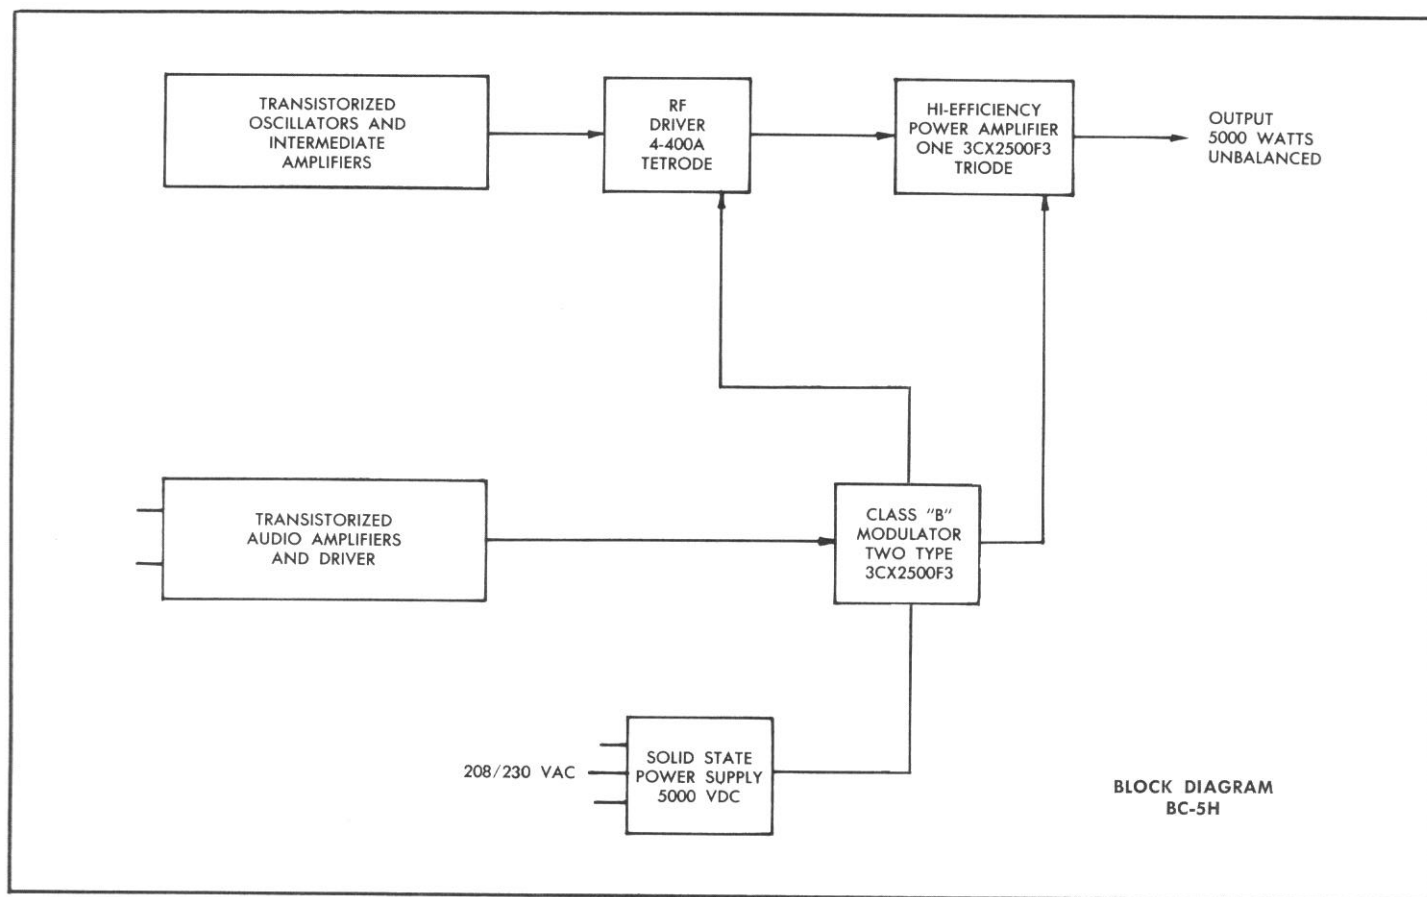 TRANSISTORIZED
OSCILLATORS AND
INTERMEDIATE
AMPLIFIERS
RF
DRIVER
4-400A
TETRODE
HI-EFFICIENCY
POWER AMPLIFIER
ONE 3CX2500F3
TRIODE
OUTPUT
5000 WATTS
UNBALANCED
TRANSISTORIZED
AUDIO AMPLIFIERS
AND DRIVER
CLASS "B"
MODULATOR
TWO TYPE
3CX2500F3
208/230 VAC
SOLID STATE
POWER SUPPLY
5000 VDC
BLOCK DIAGRAM
BC-5H